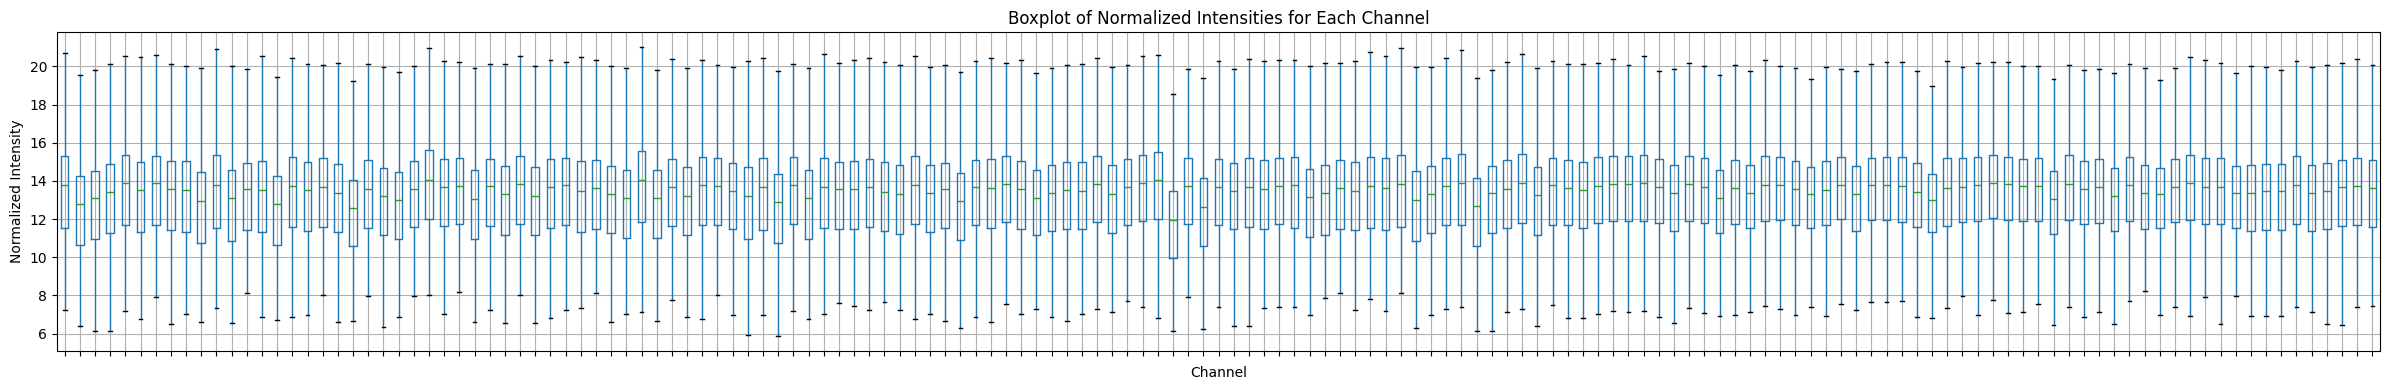 Boxplot of Normalized Intensities for Each Channel
Normalized Intensity
20
18
16
14
12
10
8
6
Channel